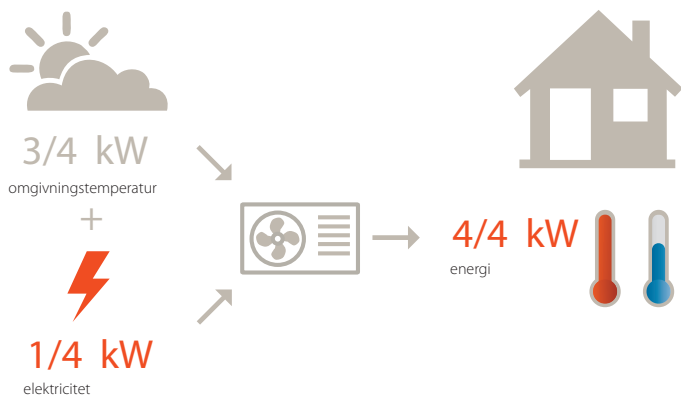 3/4 kW
omgivningstemperatur
+
1/4 kW
elektricitet
4/4 kW
energi